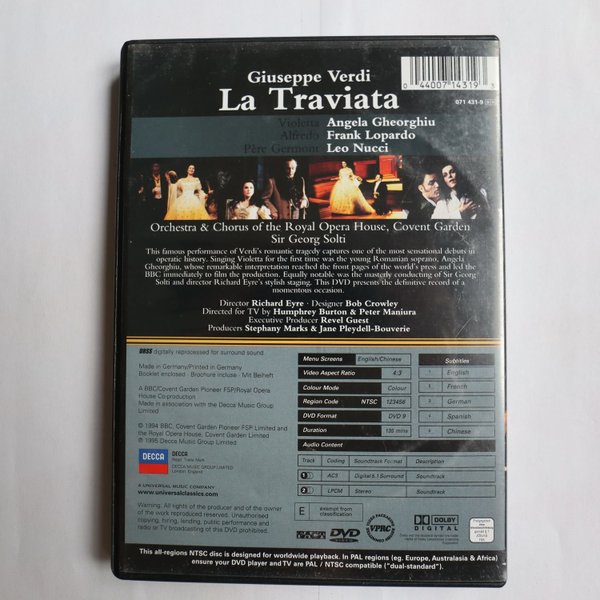 Giuseppe Verdi
La Traviata
0 44007 14319 3
071 431-9
Violetta Angela Gheorghiu
Alfredo Frank Lopardo
Père Germont Leo Nucci
Orchestra & Chorus of the Royal Opera House, Covent Garden
Sir Georg Solti
This famous performance of Verdi's romantic tragedy captures one of the most sensational debuts in
operatic history. Singing Violetta for the first time was the young Romanian soprano, Angela
Gheorghiu, whose remarkable interpretation reached the front pages of the world's press and led the
BBC immediately to film the production. Equally notable was the masterly conducting of Sir Georg
Solti and director Richard Eyre's stylish staging. This DVD presents the definitive record of a
momentous occasion.
Director Richard Eyre · Designer Bob Crowley
Directed for TV by Humphrey Burton & Peter Maniura
Executive Producer Revel Guest
Producers Stephany Marks & Jane Pleydell-Bouverie
digitally reprocessed for surround sound.
Made in Germany/Printed in Germany
Booklet enclosed · Brochure incluse · Mit Beiheft
A BBC/Covent Garden Pioneer FSP/Royal Opera
House Co-production
Made in association with the Decca Music Group
Limited
© 1994 BBC, Covent Garden Pioneer FSP Limited and
the Royal Opera House, Covent Garden Limited
℗ 1995 Decca Music Group Limited
DECCA
DECCA
DECCA MUSIC GROUP LIMITED
London, England
A UNIVERSAL MUSIC COMPANY
www.universalclassics.com
Warning: All rights of the producer and of the owner
of the work reproduced reserved. Unauthorised
copying, hiring, lending, public performance and
radio or TV broadcasting of this DVD prohibited.
Menu Screens English/Chinese
Video Aspect Ratio 4:3
Colour Mode Colour
Region Code NTSC 123456
DVD Format DVD 9
Duration 135 mins
Audio Content
Subtitles
English
French
German
Spanish
Chinese
Track Coding Soundtrack Format Description
1 AC3 Digital 5.1 Surround Soundtrack
2 LPCM Stereo Soundtrack
E exempt from classification
DVD
VPRC
DOLBY
DIGITAL
This all-regions NTSC disc is designed for worldwide playback. In PAL regions (eg. Europe, Australasia & Africa)
ensure your DVD player and TV are PAL / NTSC compatible ("dual-standard").